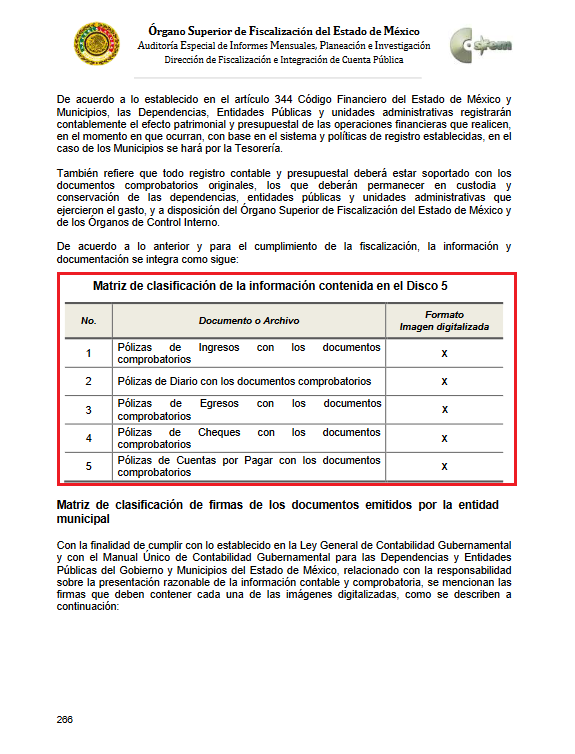 Órgano Superior de Fiscalización del Estado de México
Auditoría Especial de Informes Mensuales, Planeación e Investigación
Dirección de Fiscalización e Integración de Cuenta Pública
De acuerdo a lo establecido en el artículo 344 Código Financiero del Estado de México y
Municipios, las Dependencias, Entidades Públicas y unidades administrativas registrarán
contablemente el efecto patrimonial y presupuestal de las operaciones financieras que realicen,
en el momento en que ocurran, con base en el sistema y políticas de registro establecidas, en el
caso de los Municipios se hará por la Tesorería.
También refiere que todo registro contable y presupuestal deberá estar soportado con los
documentos comprobatorios originales, los que deberán permanecer en custodia y
conservación de las dependencias, entidades públicas y unidades administrativas que
ejercieron el gasto, y a disposición del Órgano Superior de Fiscalización del Estado de México y
de los Órganos de Control Interno.
De acuerdo a lo anterior y para el cumplimiento de la fiscalización, la información y
documentación se integra como sigue:
Matriz de clasificación de la información contenida en el Disco 5
No. Documento o Archivo Formato
Imagen digitalizada
1 Pólizas de Ingresos con los documentos
comprobatorios X
2 Pólizas de Diario con los documentos comprobatorios X
3 Pólizas de Egresos con los documentos
comprobatorios X
4 Pólizas de Cheques con los documentos
comprobatorios X
5 Pólizas de Cuentas por Pagar con los documentos
comprobatorios X
Matriz de clasificación de firmas de los documentos emitidos por la entidad
municipal
Con la finalidad de cumplir con lo establecido en la Ley General de Contabilidad Gubernamental
y con el Manual Único de Contabilidad Gubernamental para las Dependencias y Entidades
Públicas del Gobierno y Municipios del Estado de México, relacionado con la responsabilidad
sobre la presentación razonable de la información contable y comprobatoria, se mencionan las
firmas que deben contener cada una de las imágenes digitalizadas, como se describen a
continuación:
266